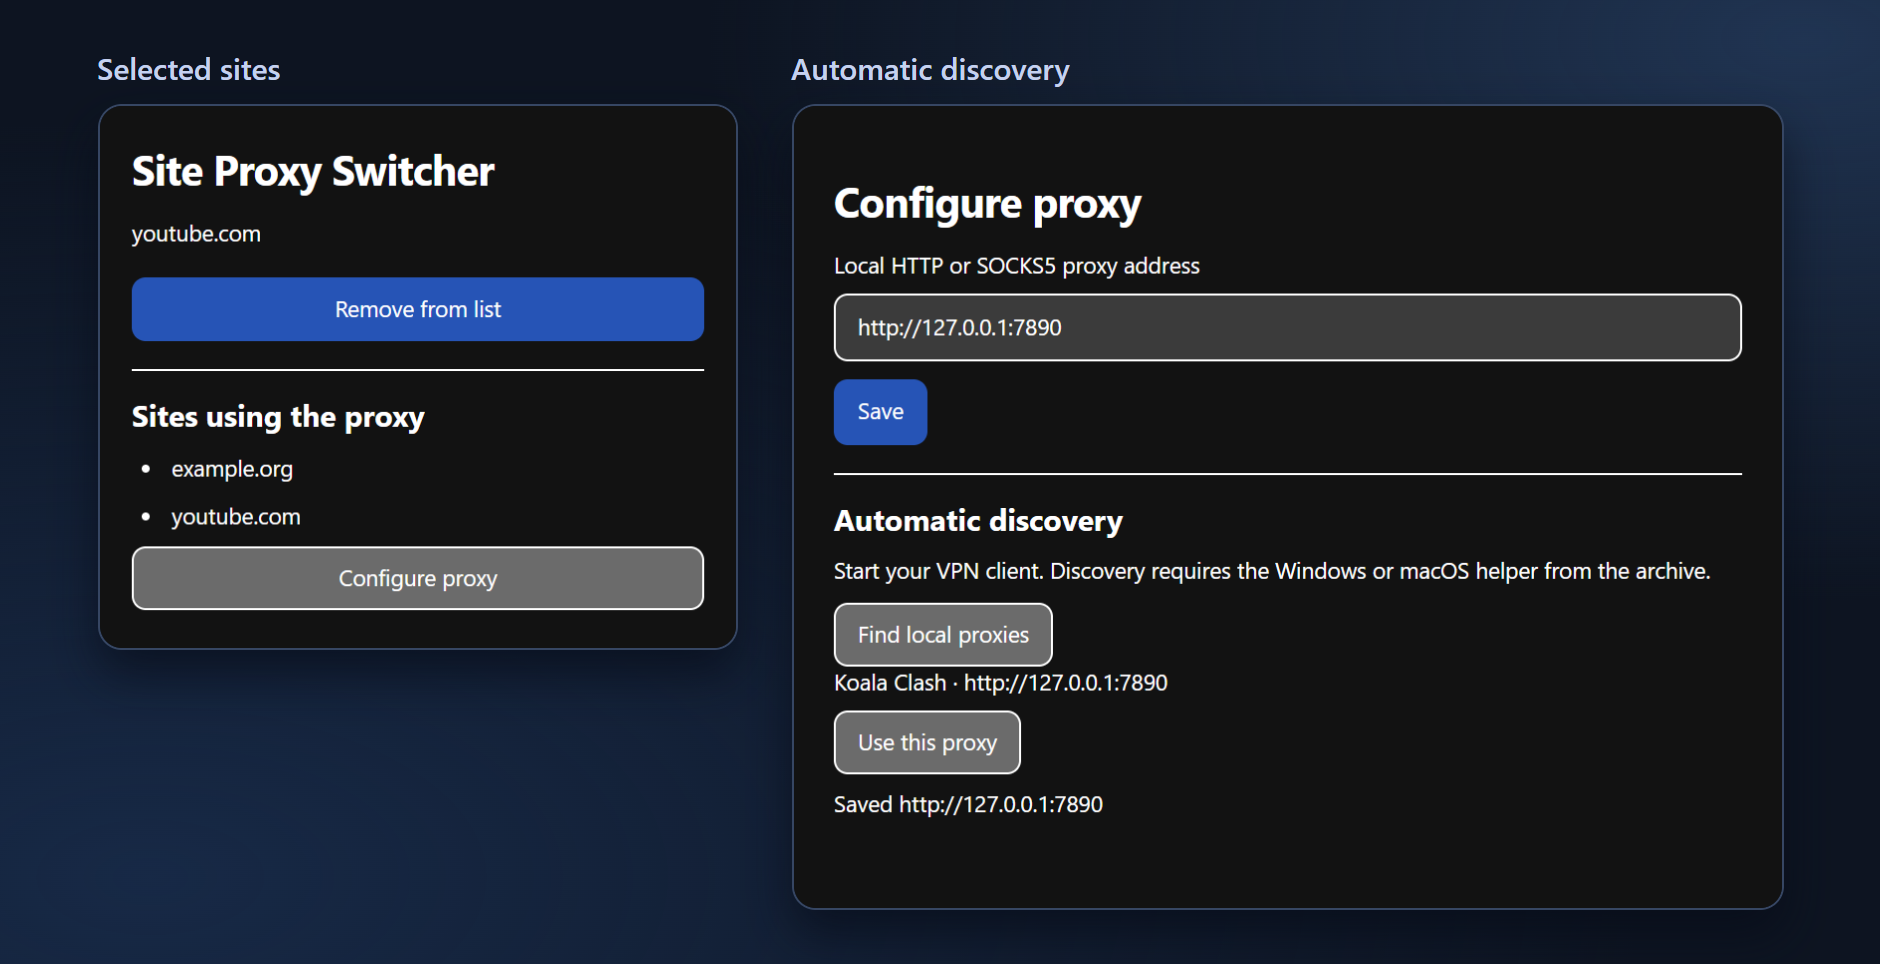 Selected sites
Site Proxy Switcher
youtube.com
Remove from list
Sites using the proxy
• example.org
• youtube.com
Configure proxy
Automatic discovery
Configure proxy
Local HTTP or SOCKS5 proxy address
http://127.0.0.1:7890
Save
Automatic discovery
Start your VPN client. Discovery requires the Windows or macOS helper from the archive.
Find local proxies
Koala Clash · http://127.0.0.1:7890
Use this proxy
Saved http://127.0.0.1:7890